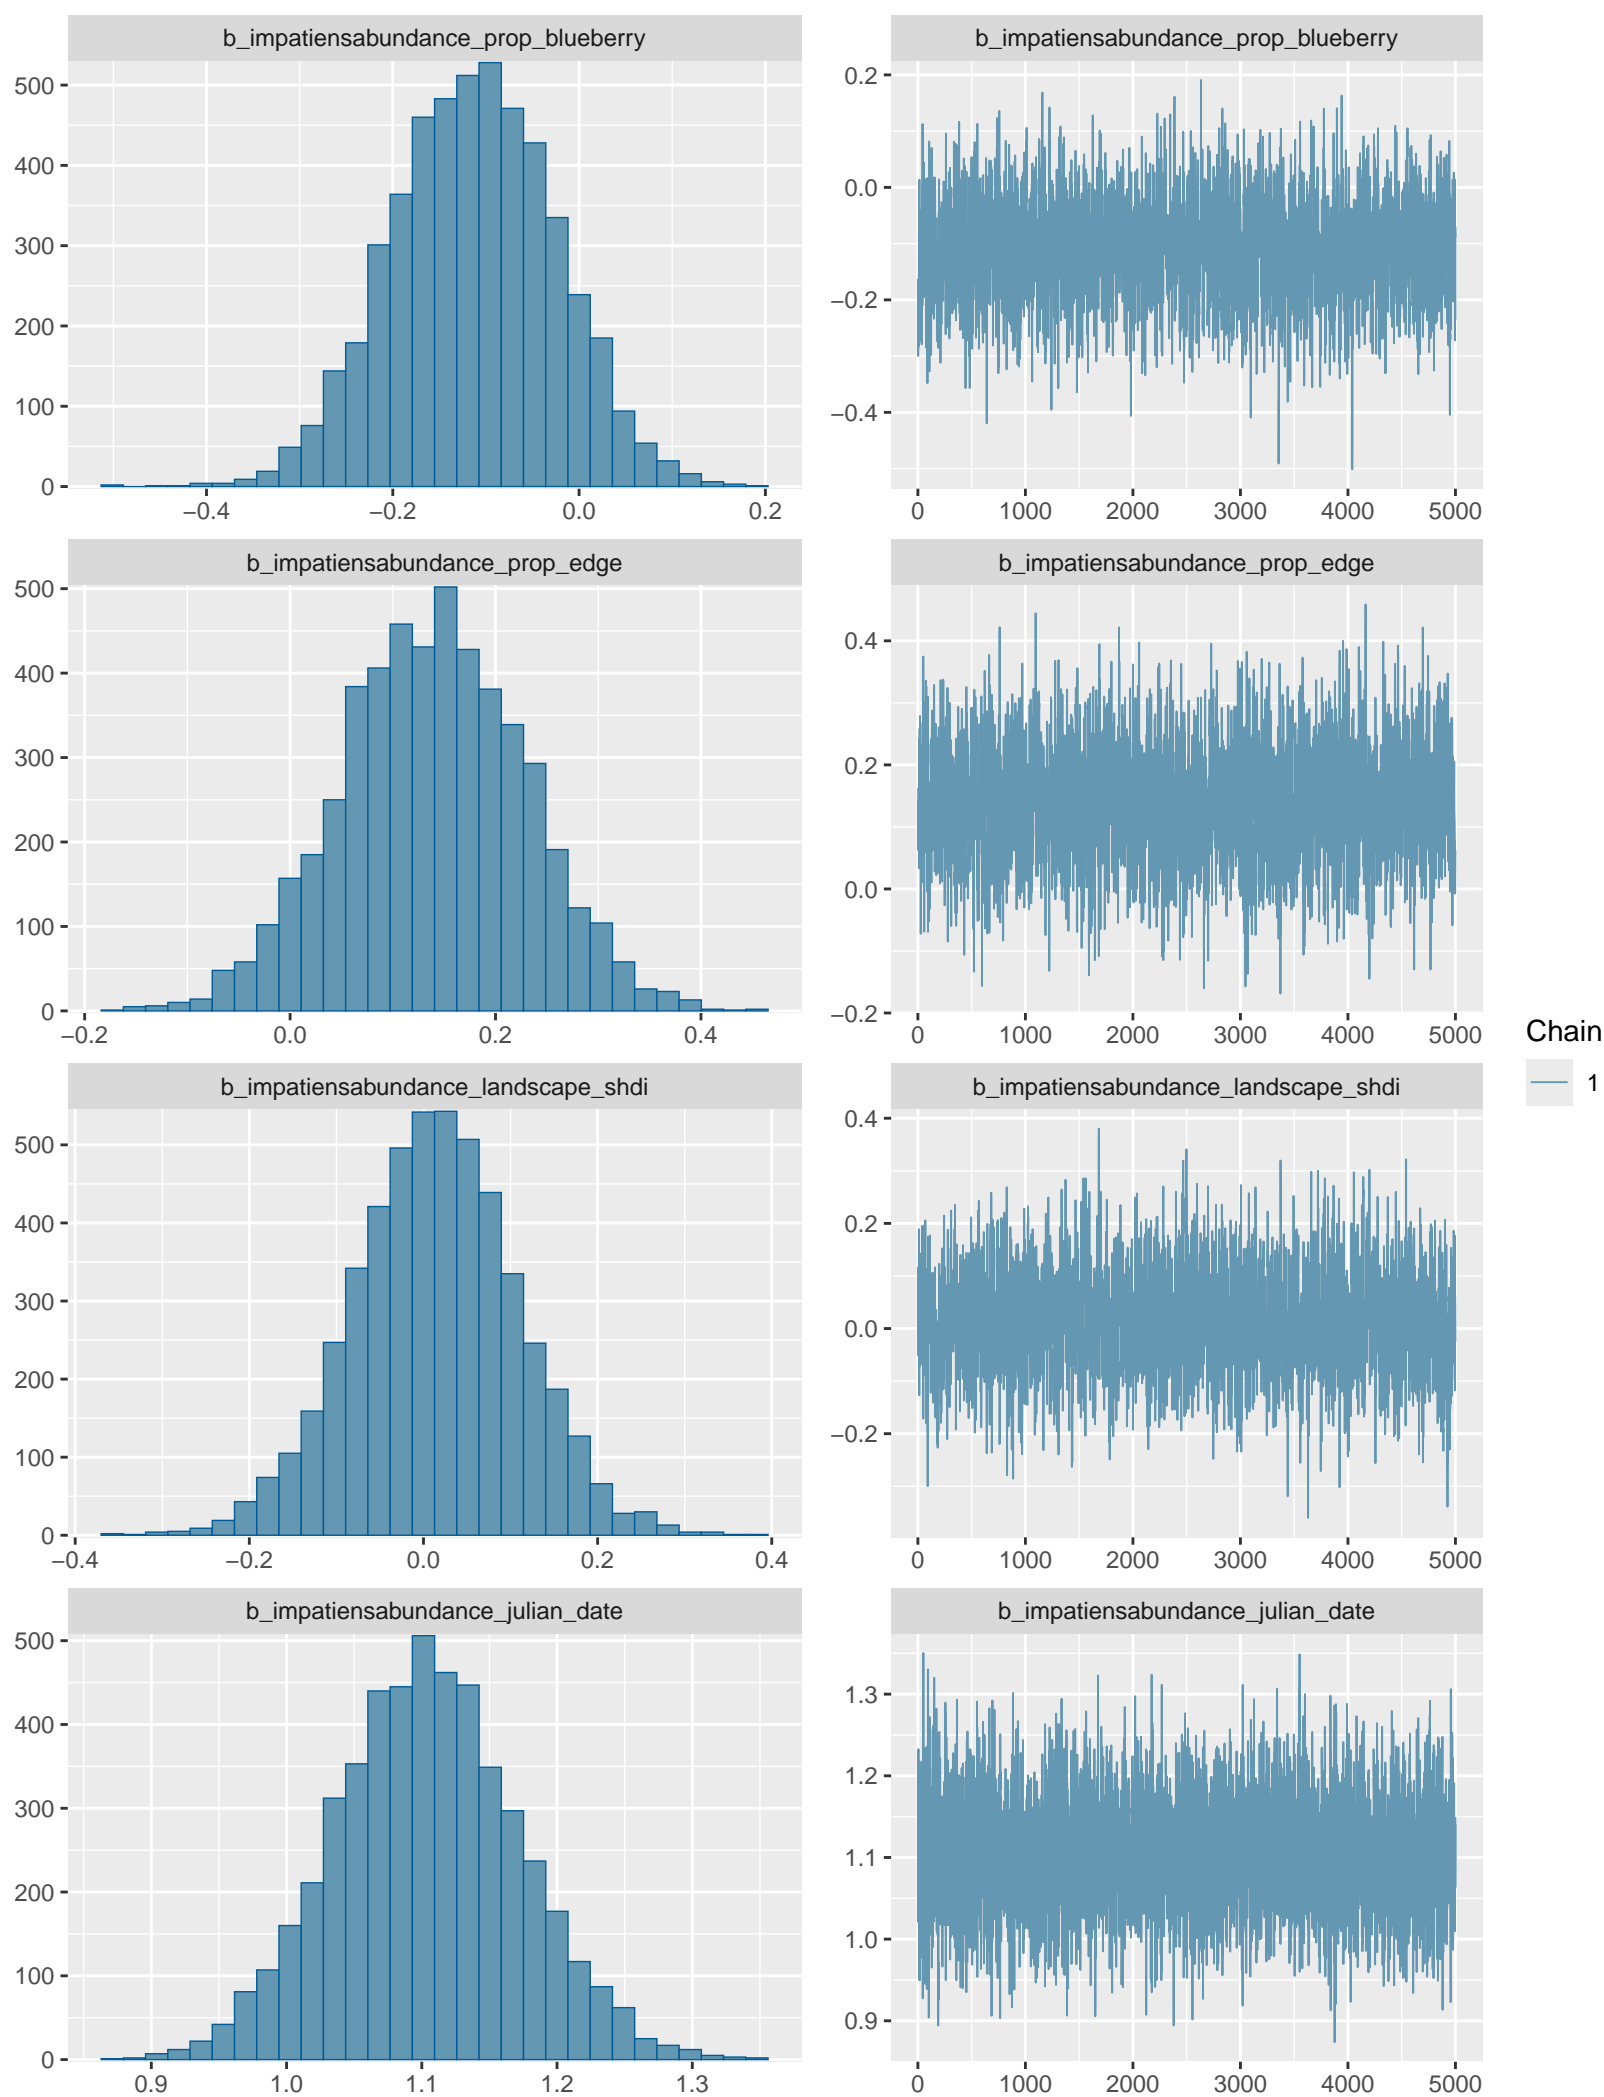 b_impatiensabundance_prop_blueberry
b_impatiensabundance_prop_blueberry
500
400
300
200
100
0
−0.4 −0.2 0.0 0.2
0.2
0.0
−0.2
−0.4
0 1000 2000 3000 4000 5000
b_impatiensabundance_prop_edge
b_impatiensabundance_prop_edge
500
400
300
200
100
0
−0.2 0.0 0.2 0.4
0.4
0.2
0.0
−0.2
0 1000 2000 3000 4000 5000
b_impatiensabundance_landscape_shdi
b_impatiensabundance_landscape_shdi
500
400
300
200
100
0
−0.4 −0.2 0.0 0.2 0.4
0.4
0.2
0.0
−0.2
0 1000 2000 3000 4000 5000
b_impatiensabundance_julian_date
b_impatiensabundance_julian_date
500
400
300
200
100
0
0.9 1.0 1.1 1.2 1.3
1.3
1.2
1.1
1.0
0.9
0 1000 2000 3000 4000 5000
Chain
1